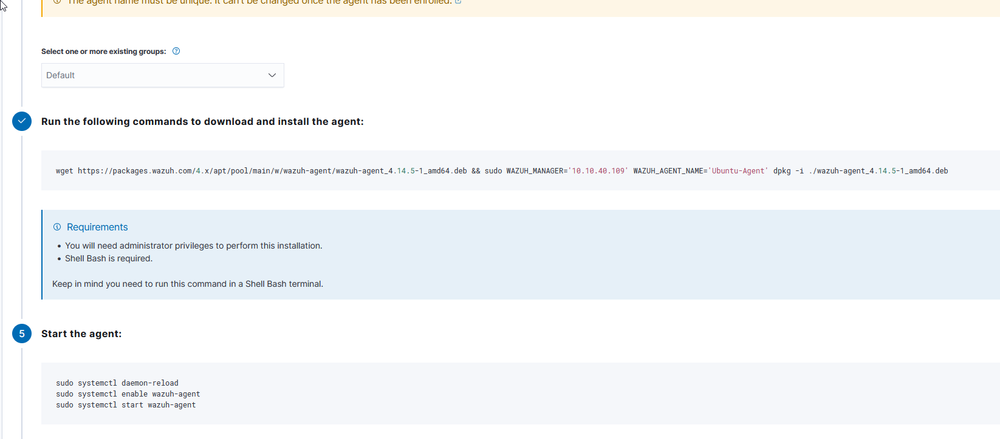 The agent name must be unique. It can't be changed once the agent has been enrolled.
Select one or more existing groups:
Default
Run the following commands to download and install the agent:
wget https://packages.wazuh.com/4.x/apt/pool/main/w/wazuh-agent/wazuh-agent_4.14.5-1_amd64.deb && sudo WAZUH_MANAGER='10.10.40.109' WAZUH_AGENT_NAME='Ubuntu-Agent' dpkg -i ./wazuh-agent_4.14.5-1_amd64.deb
Requirements
• You will need administrator privileges to perform this installation.
• Shell Bash is required.
Keep in mind you need to run this command in a Shell Bash terminal.
5
Start the agent:
sudo systemctl daemon-reload
sudo systemctl enable wazuh-agent
sudo systemctl start wazuh-agent